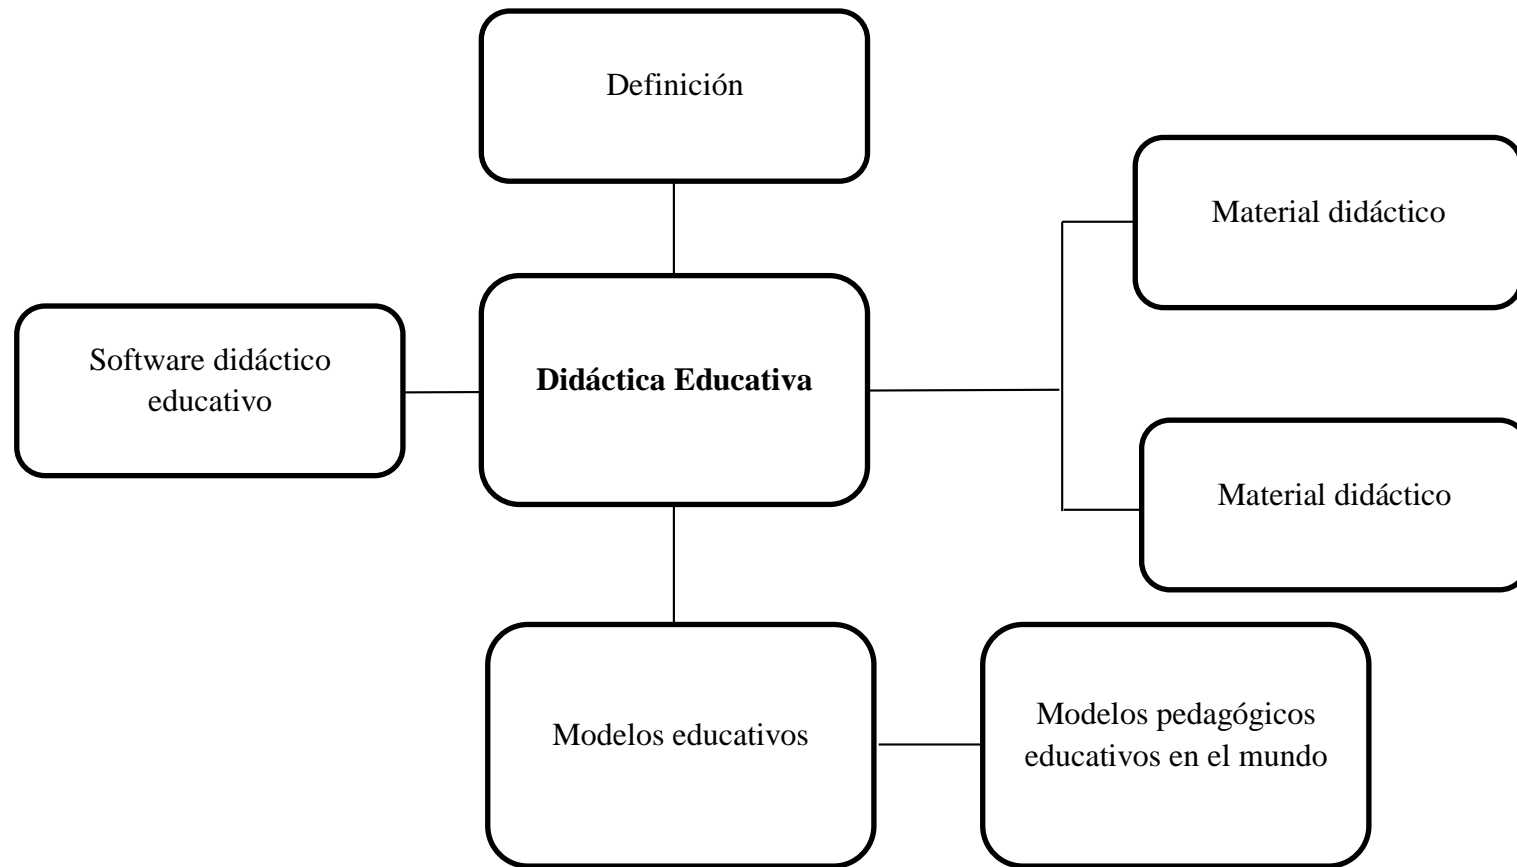 Definición
Material didáctico
Software didáctico
educativo
Didáctica Educativa
Material didáctico
Modelos educativos
Modelos pedagógicos
educativos en el mundo